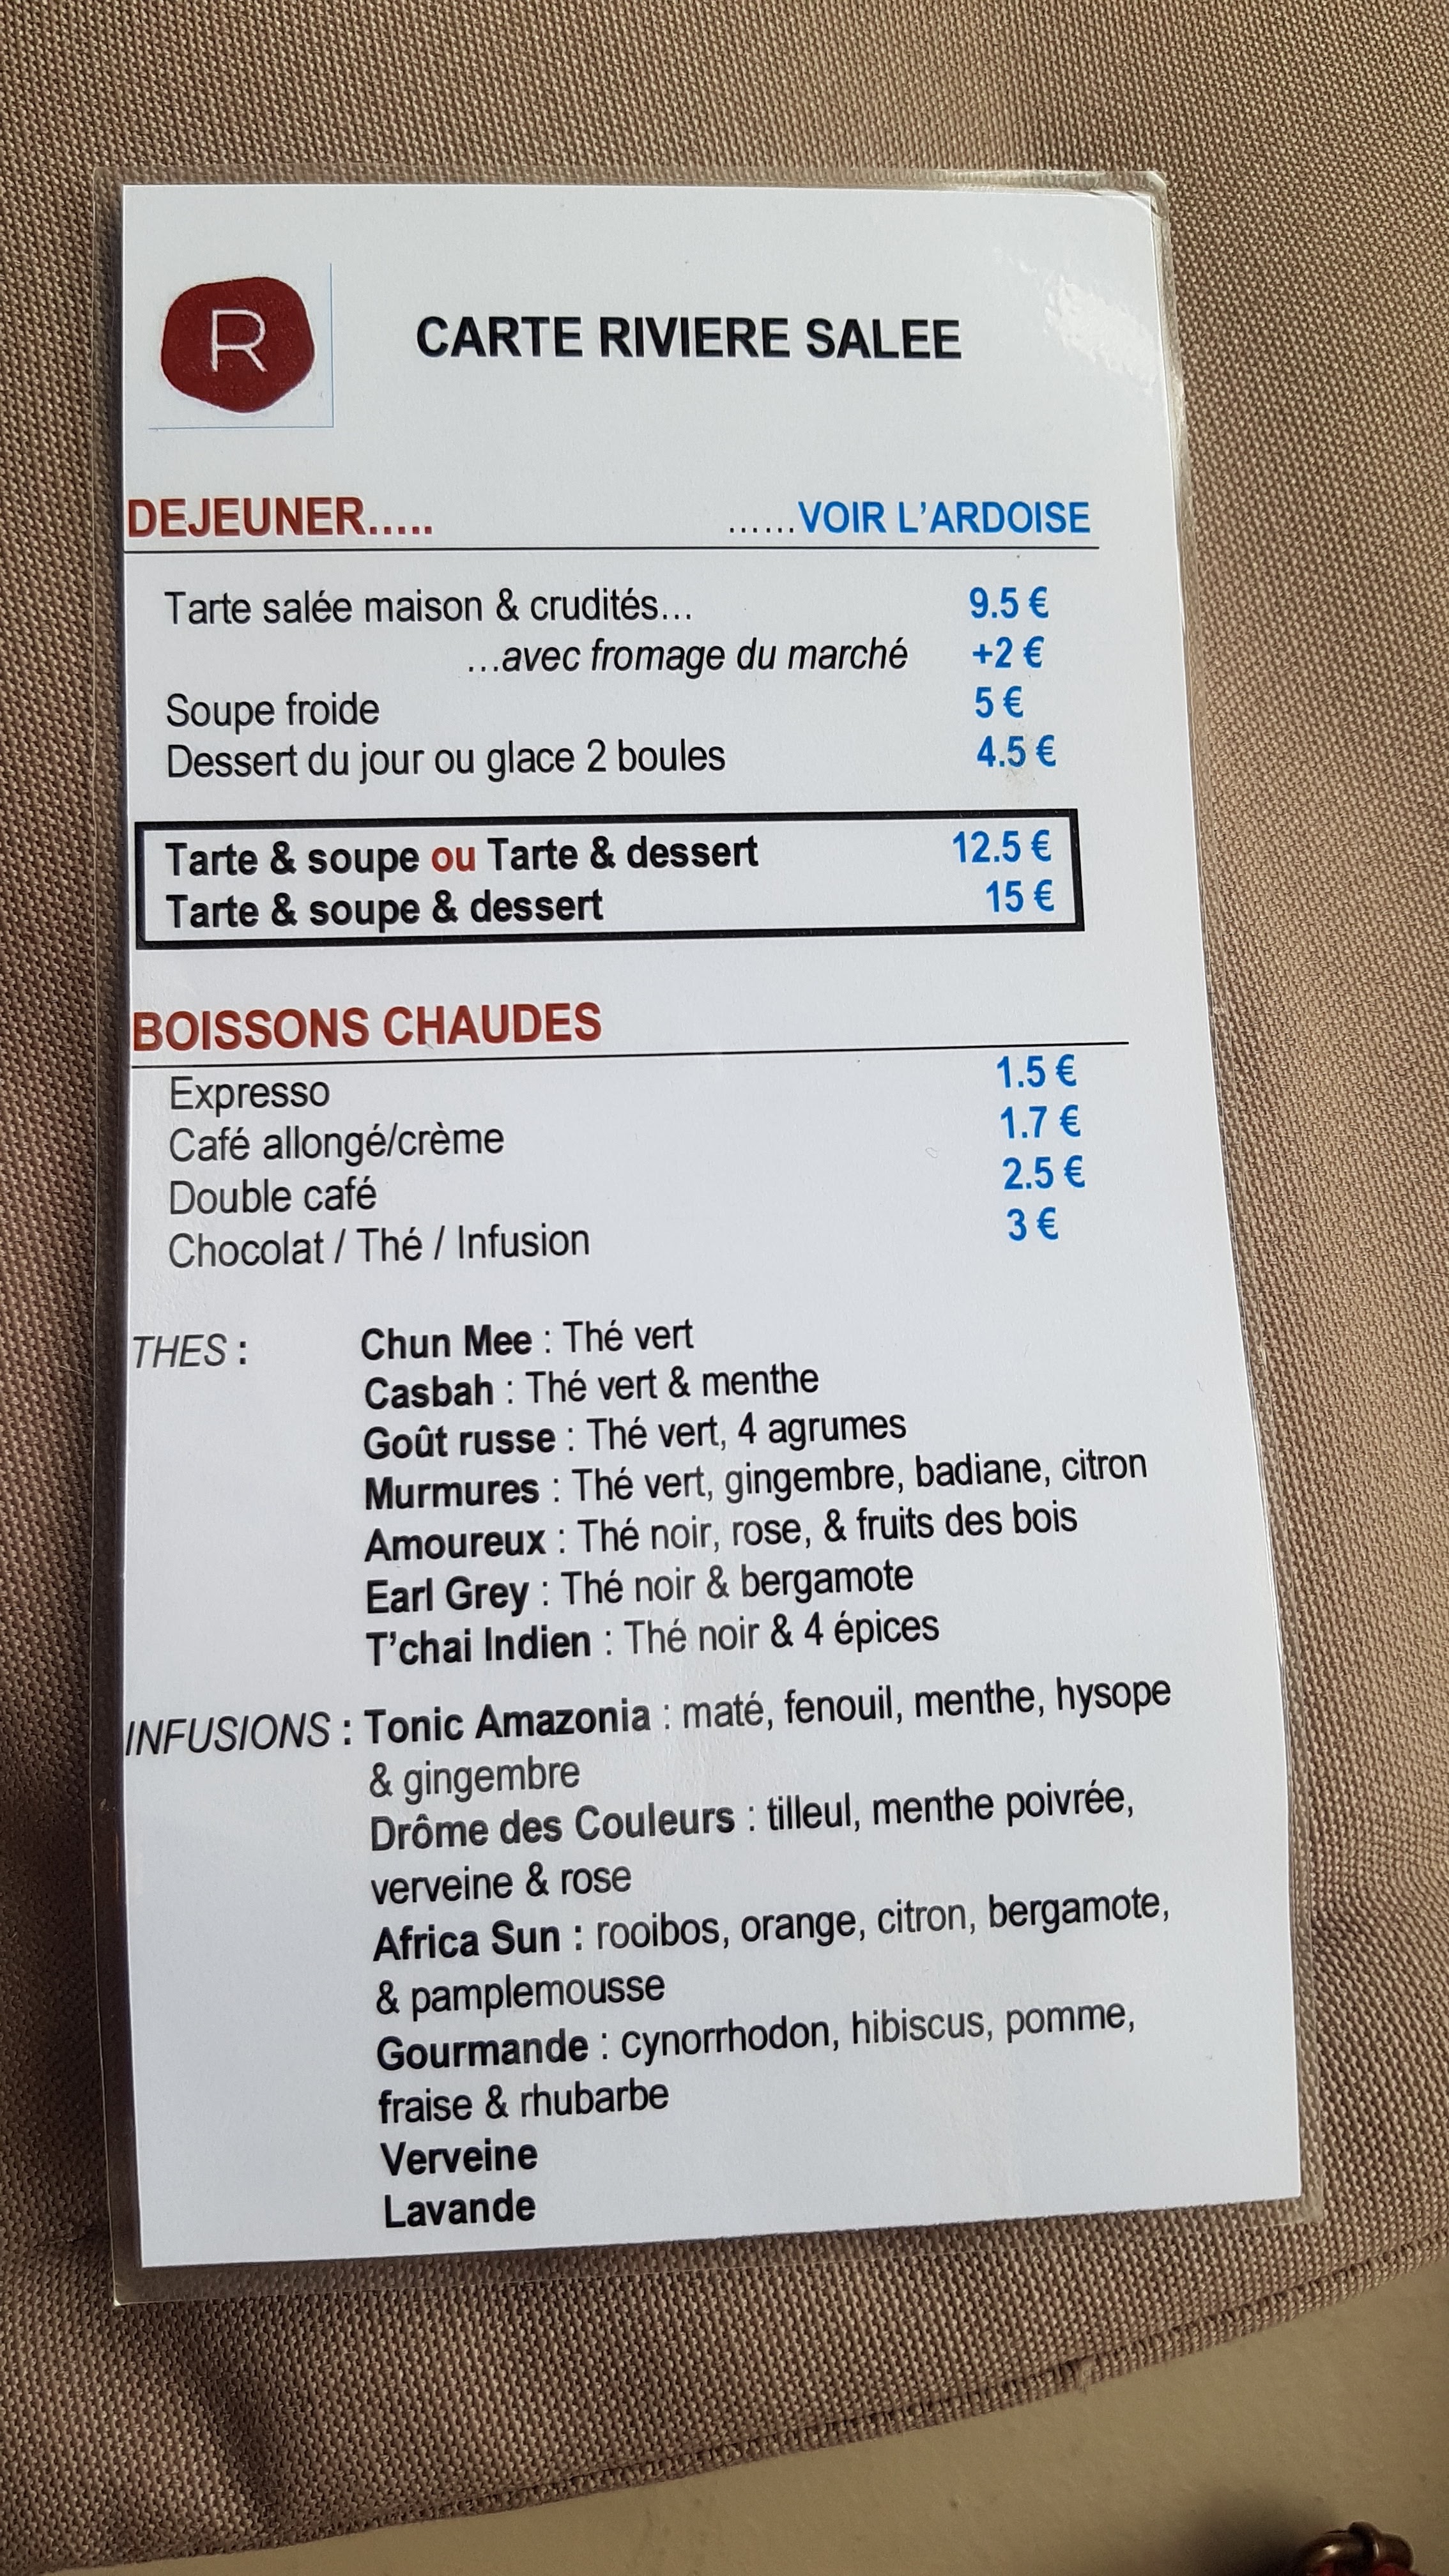 R
CARTE RIVIERE SALEE
DEJEUNER..... ......VOIR L'ARDOISE
Tarte salée maison & crudités... 9.5 €
...avec fromage du marché +2 €
Soupe froide 5 €
Dessert du jour ou glace 2 boules 4.5 €
Tarte & soupe ou Tarte & dessert 12.5 €
Tarte & soupe & dessert 15 €
BOISSONS CHAUDES
Expresso 1.5 €
Café allongé/crème 1.7 €
Double café 2.5 €
Chocolat / Thé / Infusion 3 €
THES : Chun Mee : Thé vert
Casbah : Thé vert & menthe
Goût russe : Thé vert, 4 agrumes
Murmures : Thé vert, gingembre, badiane, citron
Amoureux : Thé noir, rose, & fruits des bois
Earl Grey : Thé noir & bergamote
T'chai Indien : Thé noir & 4 épices
INFUSIONS : Tonic Amazonia : maté, fenouil, menthe, hysope
& gingembre
Drôme des Couleurs : tilleul, menthe poivrée,
verveine & rose
Africa Sun : rooibos, orange, citron, bergamote,
& pamplemousse
Gourmande : cynorrhodon, hibiscus, pomme,
fraise & rhubarbe
Verveine
Lavande